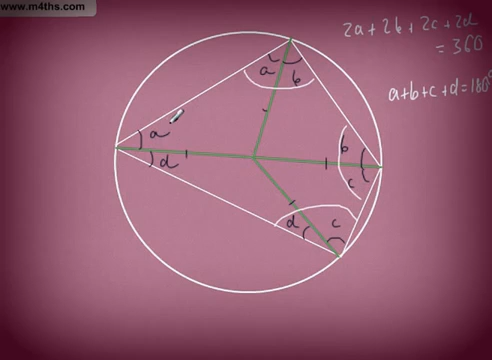 www.m4ths.com
2a + 2b + 2c + 2d
= 360
a+b+c+d = 180°
a
b
a
d
b
c
d
c